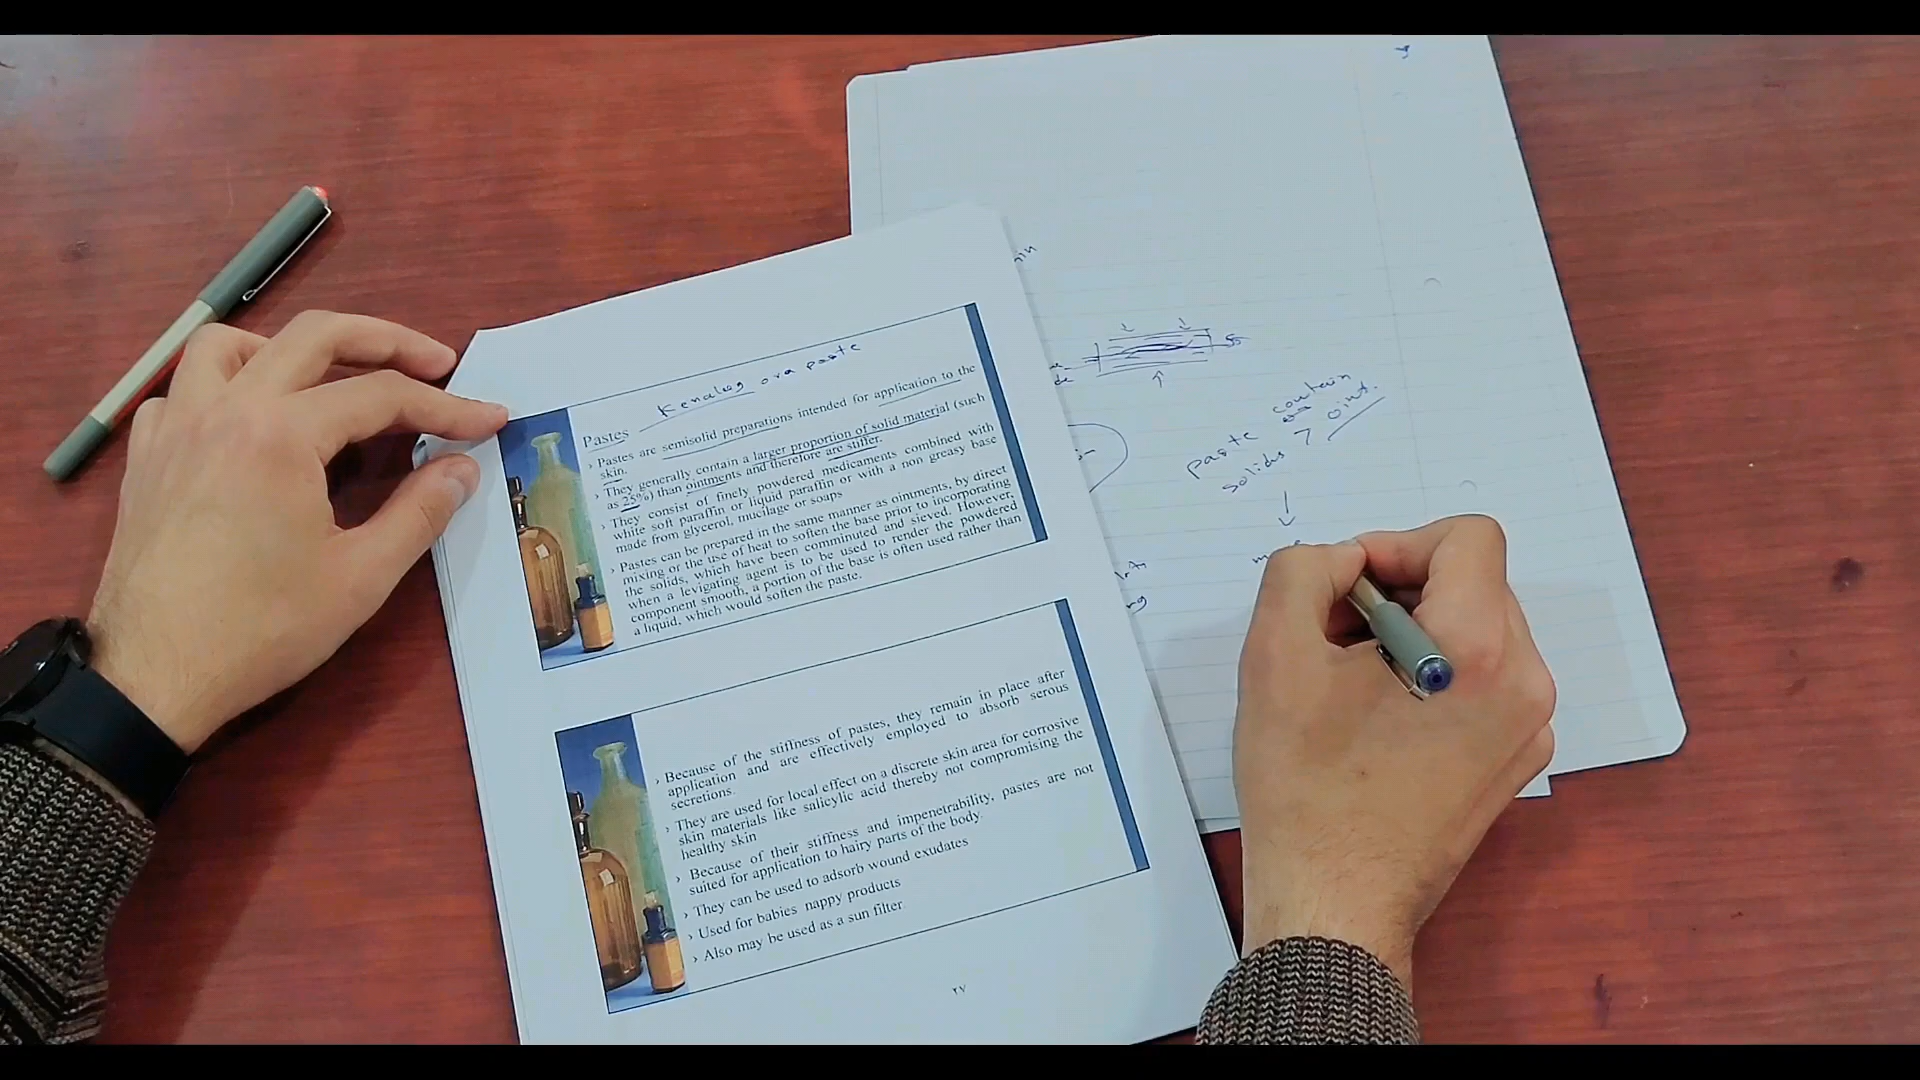 Kenalog ora paste
Pastes
› Pastes are semisolid preparations intended for application to the
skin.
› They generally contain a larger proportion of solid material (such
as 25%) than ointments and therefore are stiffer.
› They consist of finely powdered medicaments combined with
white soft paraffin or liquid paraffin or with a non greasy base
made from glycerol, mucilage or soaps
› Pastes can be prepared in the same manner as ointments, by direct
mixing or the use of heat to soften the base prior to incorporating
the solids, which have been comminuted and sieved. However,
when a levigating agent is to be used to render the powdered
component smooth, a portion of the base is often used rather than
a liquid, which would soften the paste.
› Because of the stiffness of pastes, they remain in place after
application and are effectively employed to absorb serous
secretions.
› They are used for local effect on a discrete skin area for corrosive
skin materials like salicylic acid thereby not compromising the
healthy skin
› Because of their stiffness and impenetrability, pastes are not
suited for application to hairy parts of the body.
› They can be used to adsorb wound exudates
› Used for babies nappy products
› Also may be used as a sun filter.
٢٧
paste contain
solids > oint.